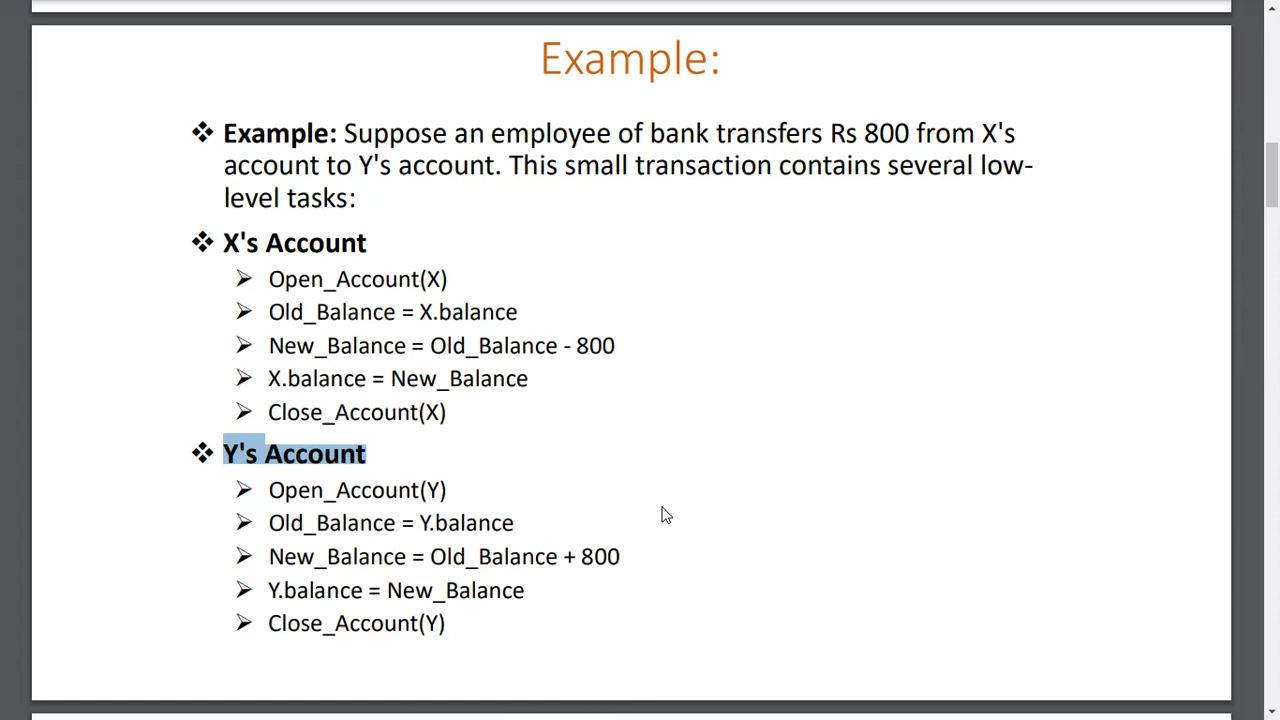 Example:
Example: Suppose an employee of bank transfers Rs 800 from X's
account to Y's account. This small transaction contains several low-
level tasks:
X's Account
Open_Account(X)
Old_Balance = X.balance
New_Balance = Old_Balance - 800
X.balance = New_Balance
Close_Account(X)
Y's Account
Open_Account(Y)
Old_Balance = Y.balance
New_Balance = Old_Balance + 800
Y.balance = New_Balance
Close_Account(Y)